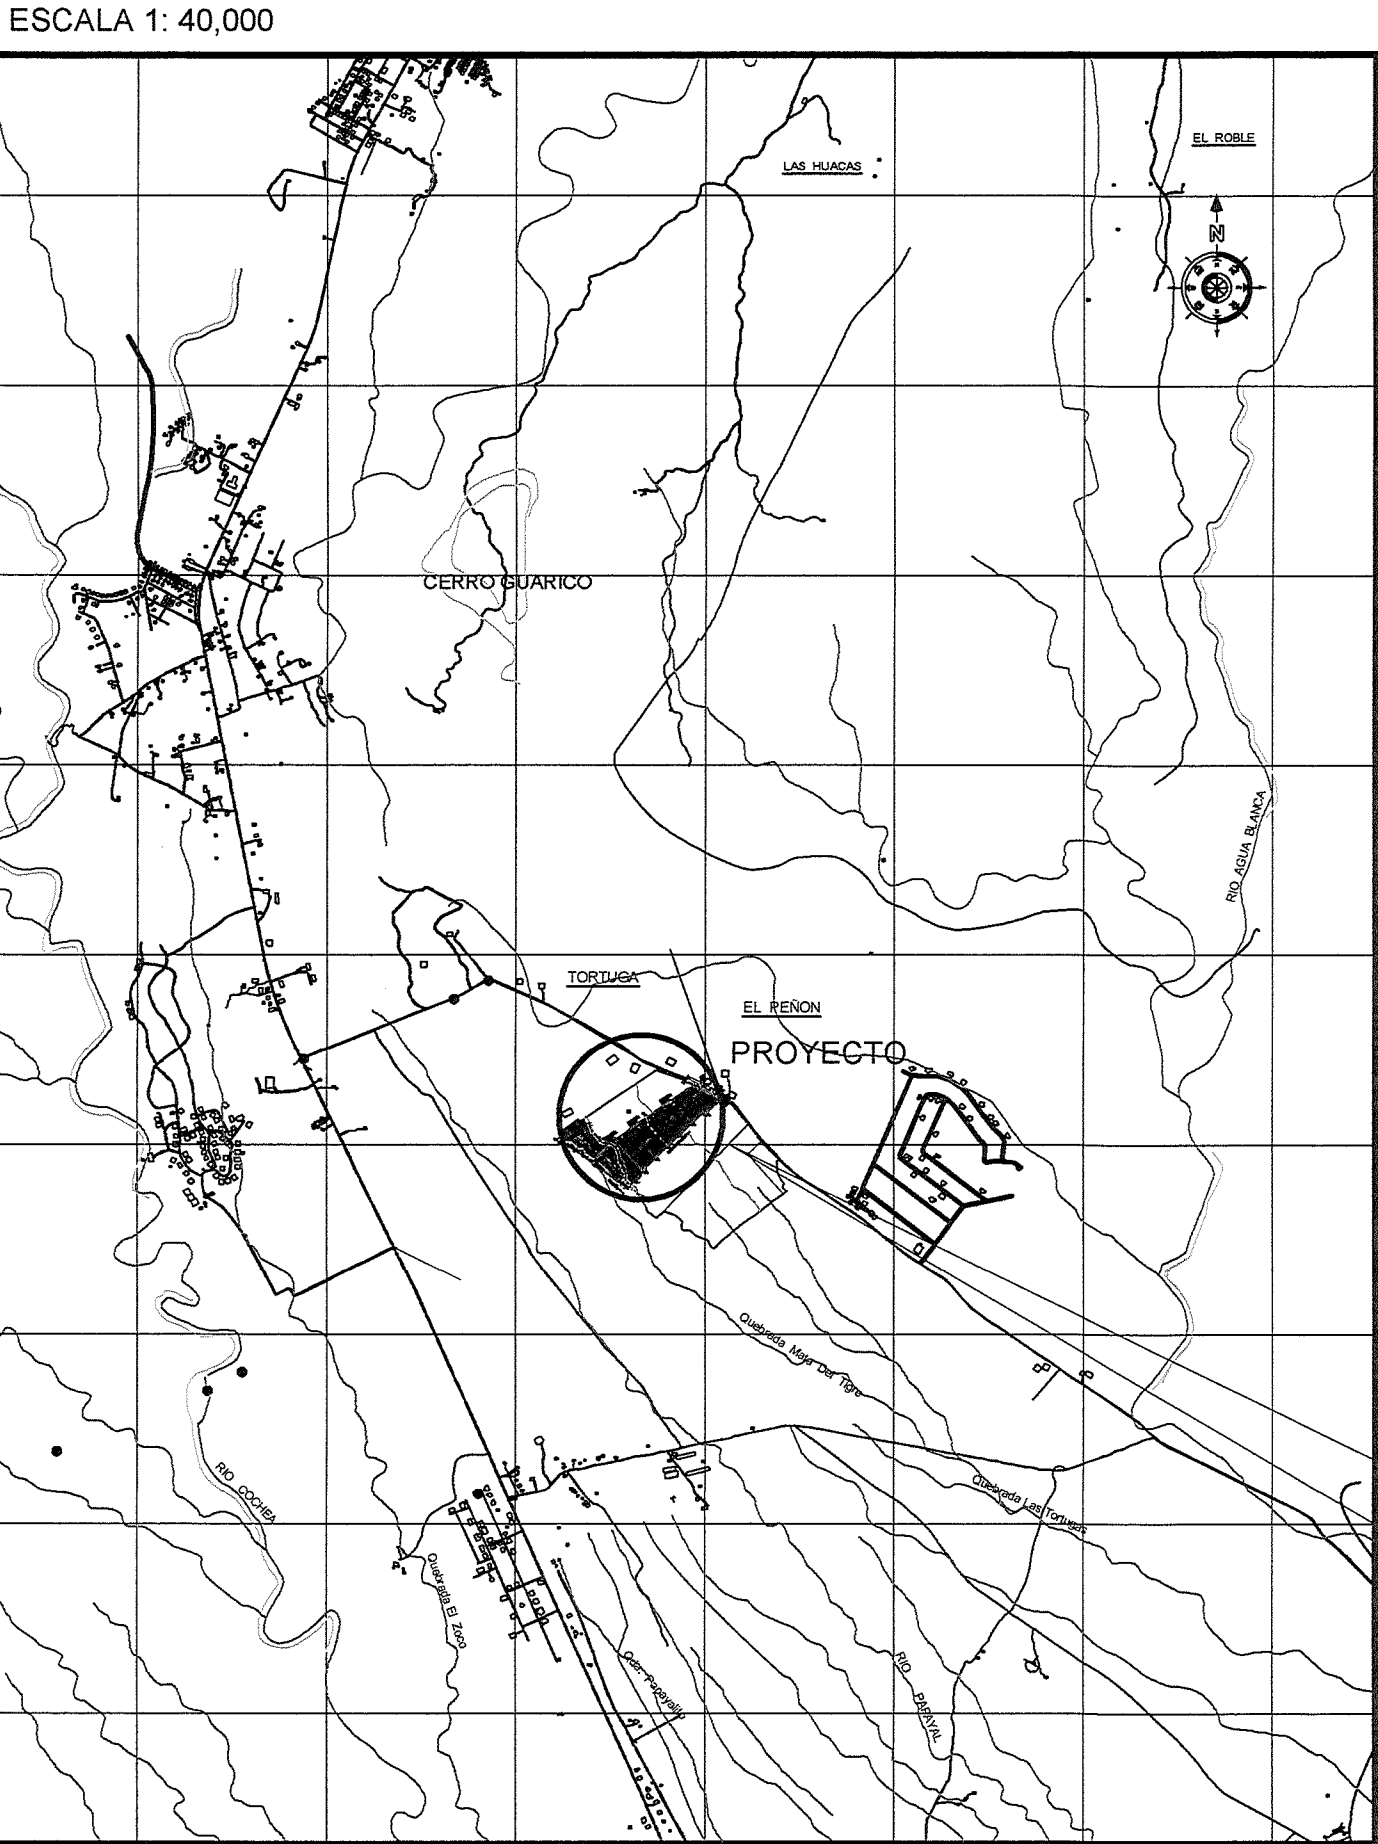 ESCALA 1: 40,000
EL ROBLE
LAS HUACAS
N
CERRO GUARICO
RIO AGUA BLANCA
TORTUGA
EL PEÑON
PROYECTO
Quebrada Mata Del Tigre
RIO COCHEA
Quebrada Las Tortugas
Quebrada El Zoco
Qda. Papayalito
RIO PAPAYAL